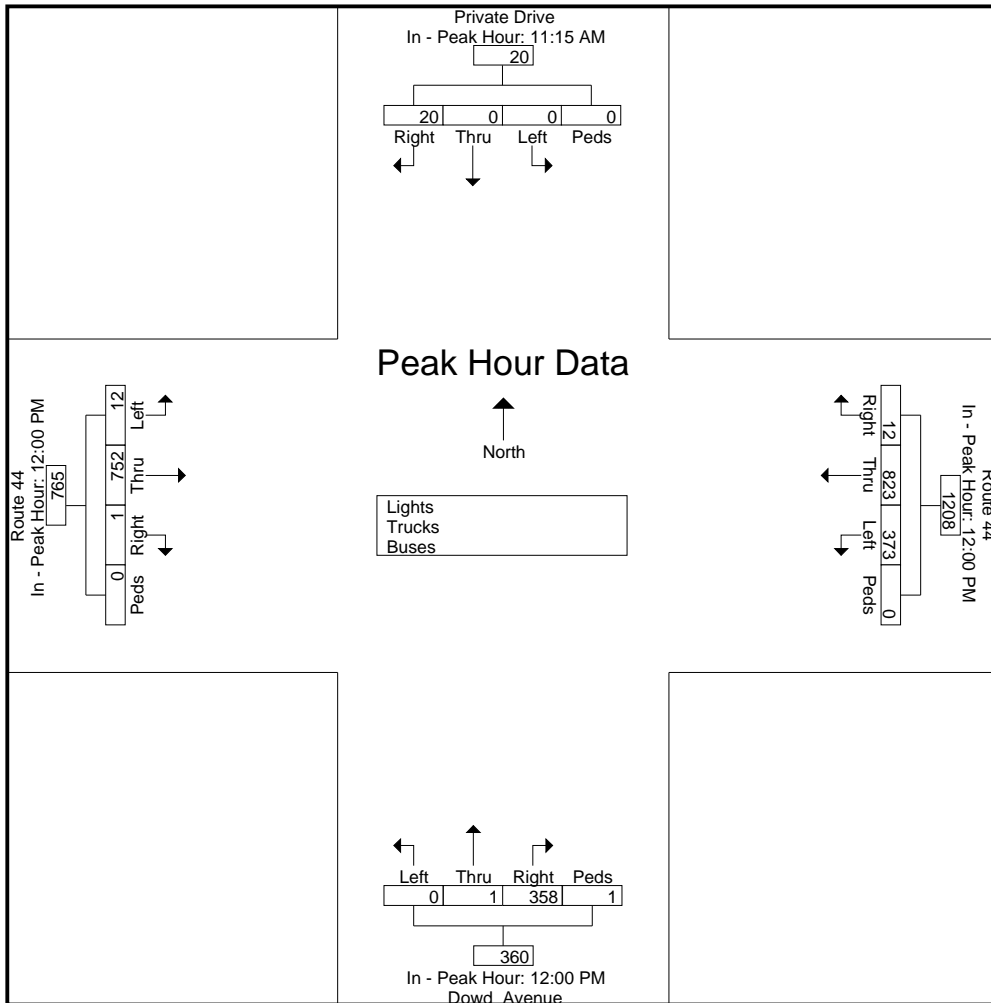 Private Drive
In - Peak Hour: 11:15 AM
20
20 0 0 0
Right Thru Left Peds
Peak Hour Data
North
Lights
Trucks
Buses
Route 44
In - Peak Hour: 12:00 PM
765
12 752 1 0
Left Thru Right Peds
Route 44
In - Peak Hour: 12:00 PM
1208
12 823 373 0
Right Thru Left Peds
Left Thru Right Peds
0 1 358 1
360
In - Peak Hour: 12:00 PM
Dowd Avenue